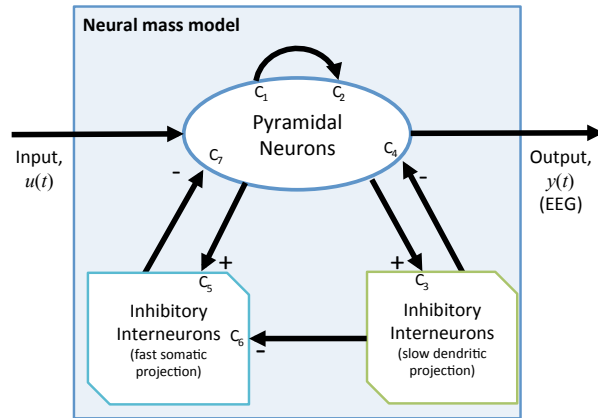 Neural mass model
C1
C2
Pyramidal
Neurons
C7
C4
Input,
u(t)
Output,
y(t)
(EEG)
-
-
+
+
C5
C3
Inhibitory
Interneurons
(fast somatic
projection)
C6
-
Inhibitory
Interneurons
(slow dendritic
projection)